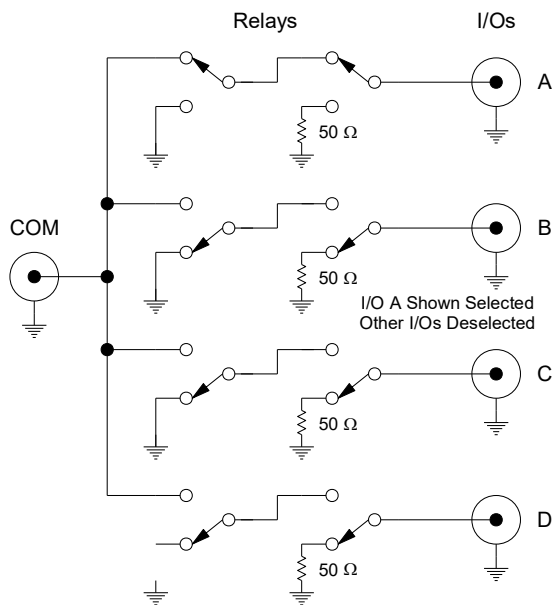 Relays
I/Os
A
50 Ω
COM
B
50 Ω
I/O A Shown Selected
Other I/Os Deselected
C
50 Ω
D
50 Ω